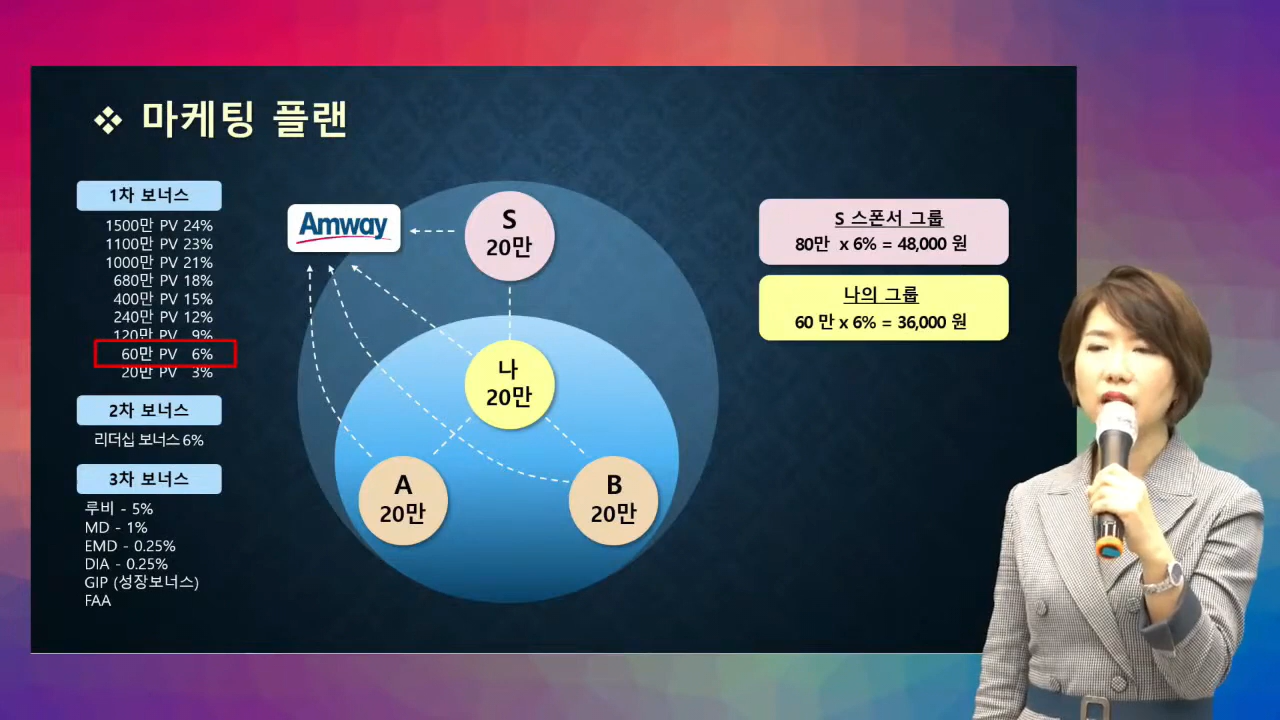 ❖ 마케팅 플랜
1차 보너스
1500만 PV 24%
1100만 PV 23%
1000만 PV 21%
680만 PV 18%
400만 PV 15%
240만 PV 12%
120만 PV 9%
60만 PV 6%
20만 PV 3%
2차 보너스
리더십 보너스 6%
3차 보너스
루비 - 5%
MD - 1%
EMD - 0.25%
DIA - 0.25%
GIP (성장보너스)
FAA
Amway
S
20만
나
20만
A
20만
B
20만
S 스폰서 그룹
80만 x 6% = 48,000 원
나의 그룹
60 만 x 6% = 36,000 원